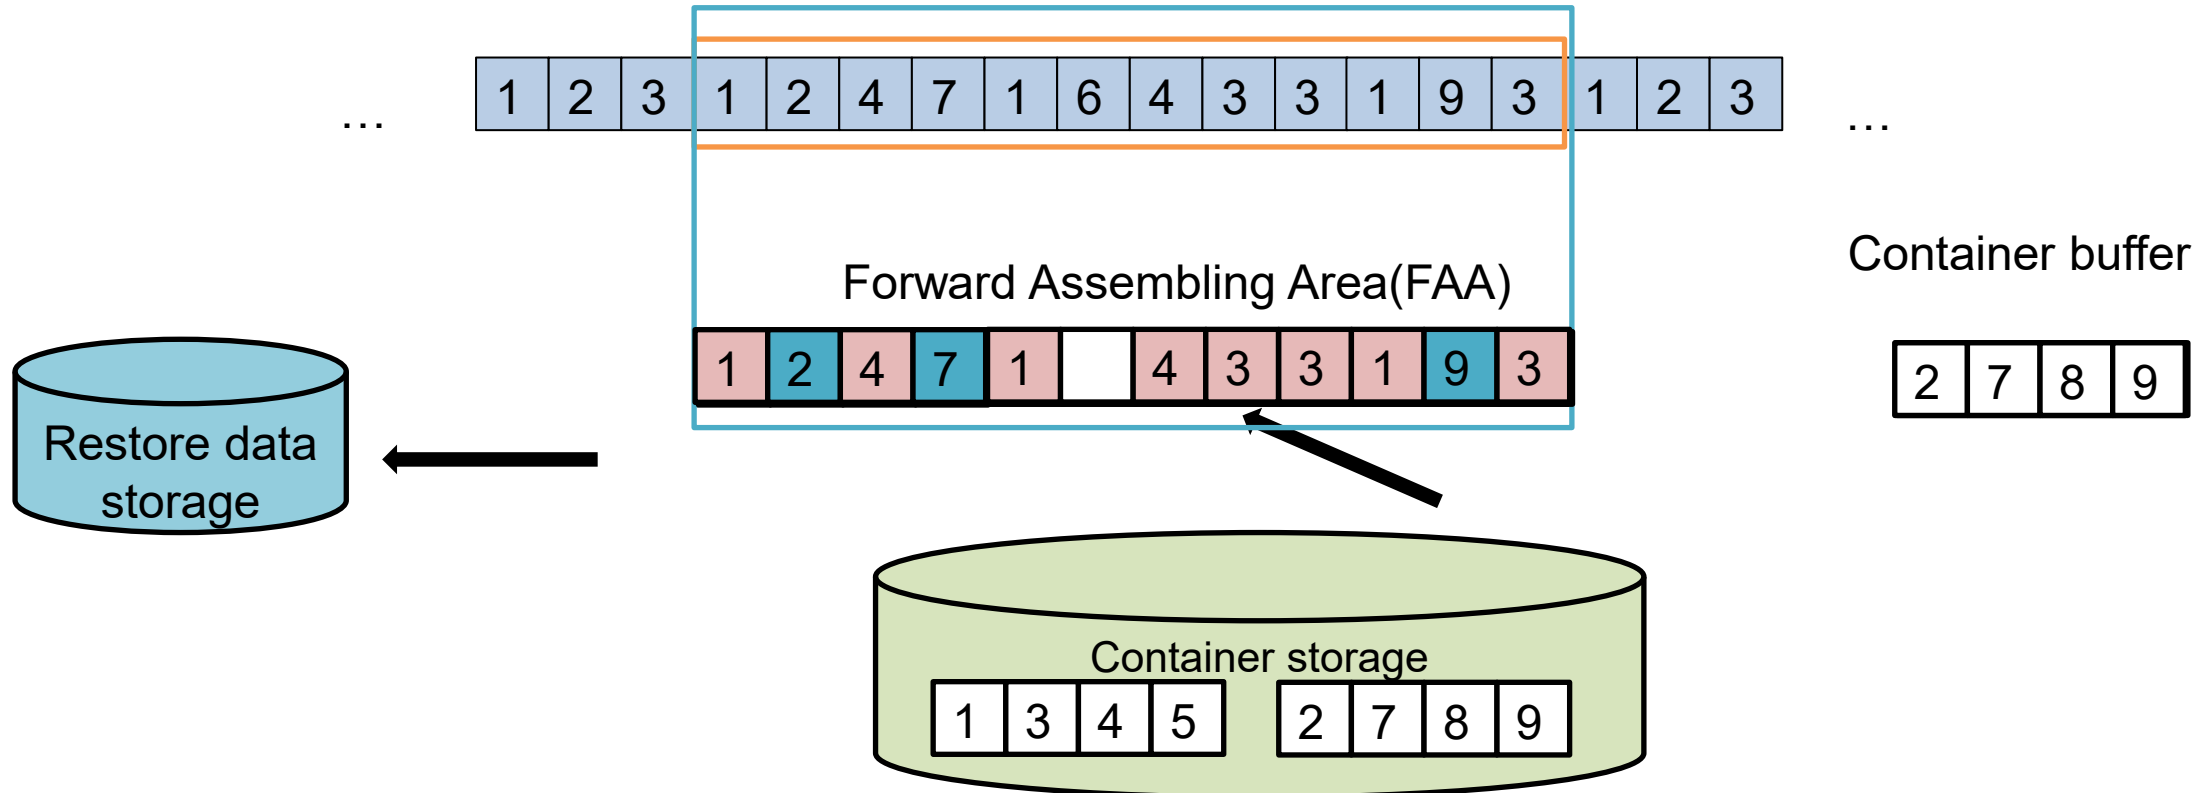 ... 1 2 3 1 2 4 7 1 6 4 3 3 1 9 3 1 2 3 ...
Container buffer
Forward Assembling Area(FAA)
1 2 4 7 1 4 3 3 1 9 3
2 7 8 9
Restore data
storage
Container storage
1 3 4 5 2 7 8 9